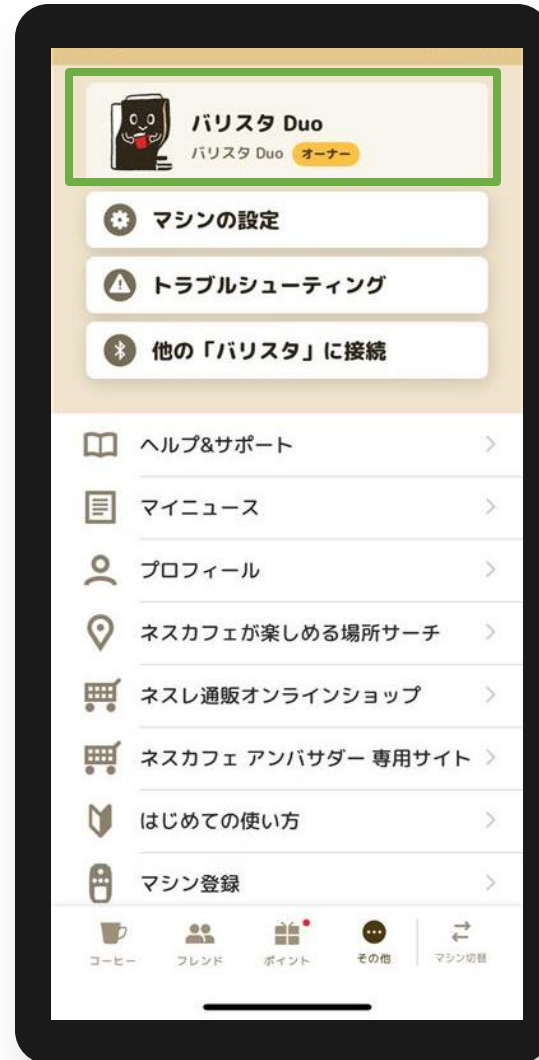 バリスタ Duo
バリスタ Duo オーナー
マシンの設定
トラブルシューティング
他の「バリスタ」に接続
ヘルプ&サポート
マイニュース
プロフィール
ネスカフェが楽しめる場所サーチ
ネスレ通販オンラインショップ
ネスカフェ アンバサダー 専用サイト
はじめての使い方
マシン登録
コーヒー フレンド ポイント その他 マシン切替